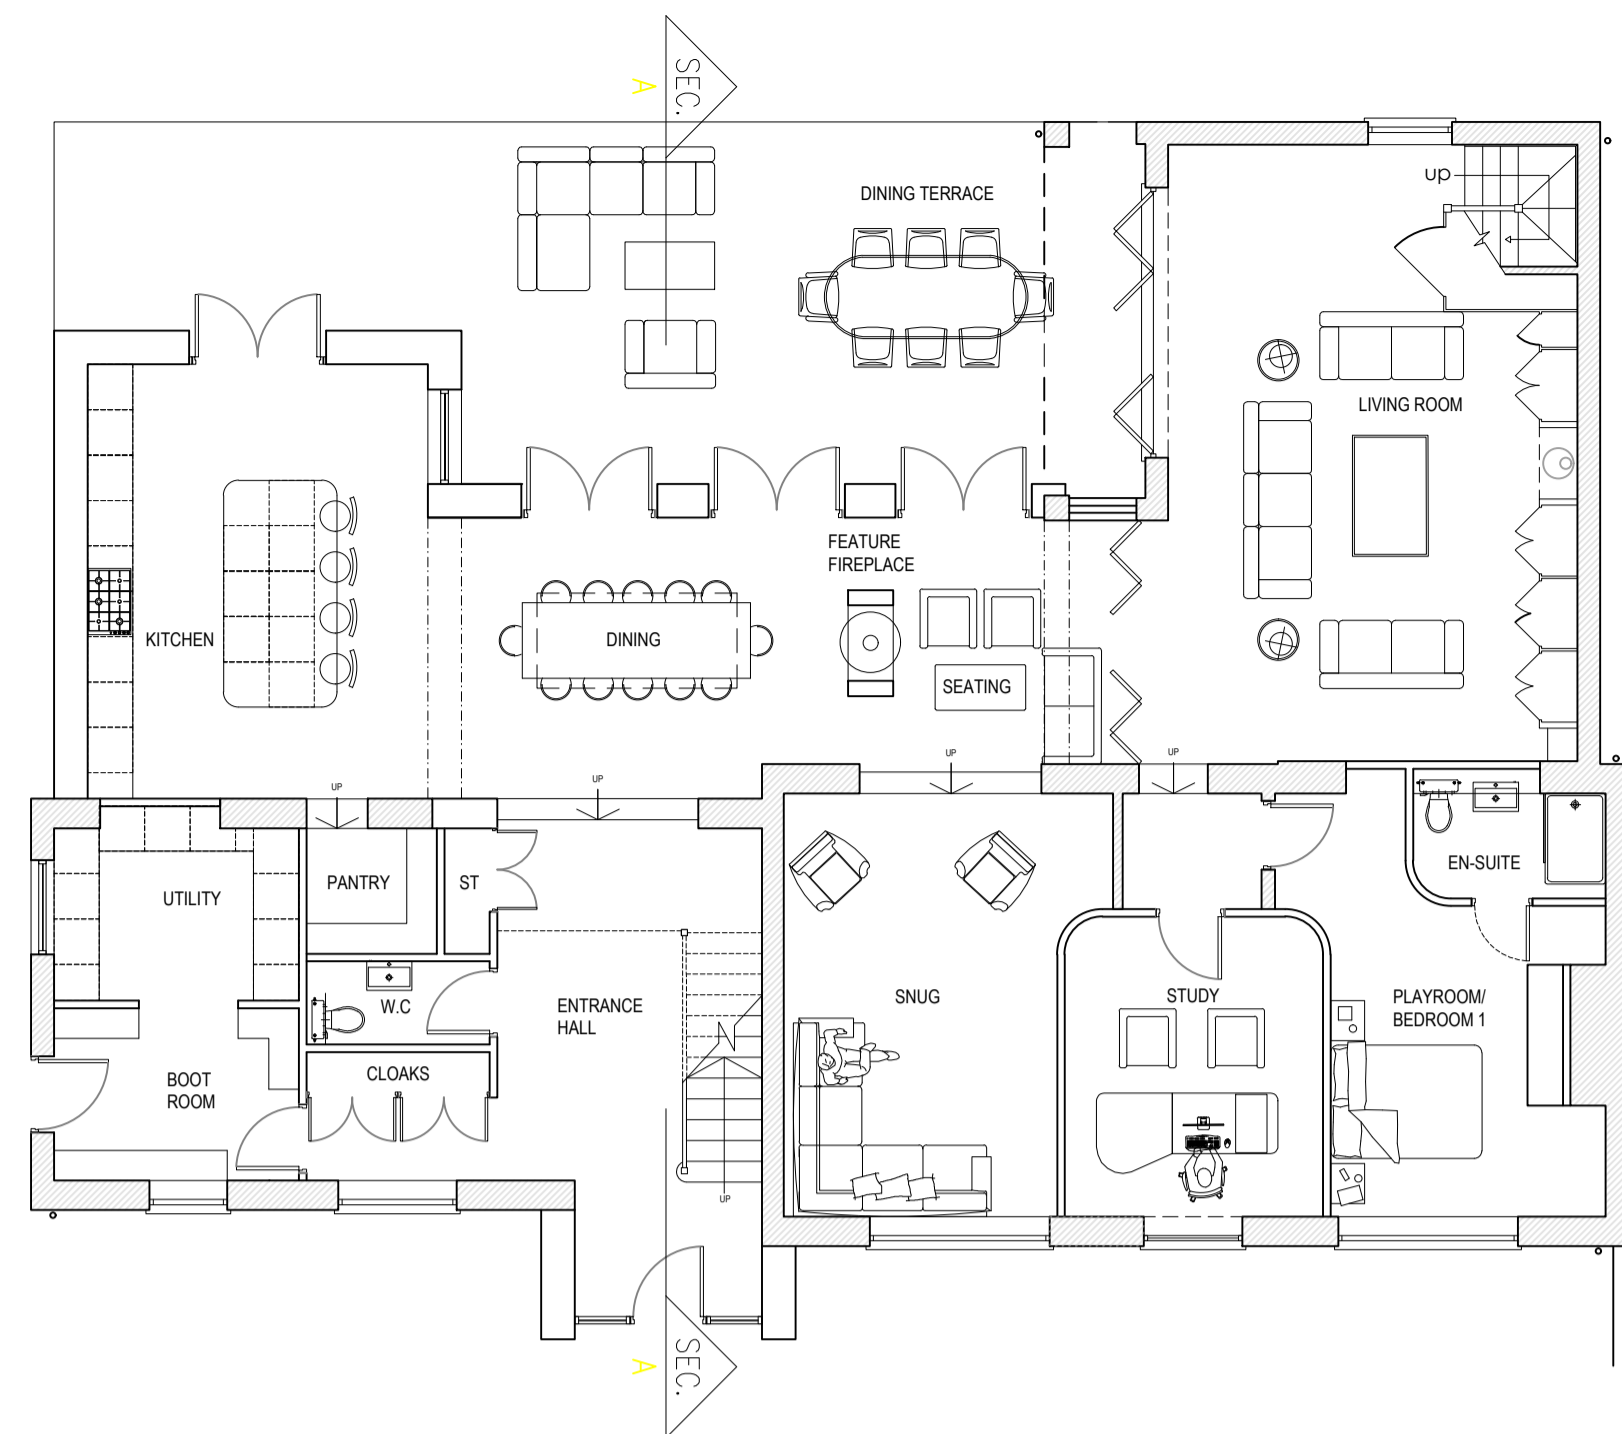 SEC.
A
DINING TERRACE
up
LIVING ROOM
FEATURE
FIREPLACE
KITCHEN
DINING
SEATING
UP
UP
UP
UP
UTILITY
PANTRY
ST
EN-SUITE
W.C
ENTRANCE
HALL
SNUG
STUDY
PLAYROOM/
BEDROOM 1
CLOAKS
BOOT
ROOM
UP
SEC.
A